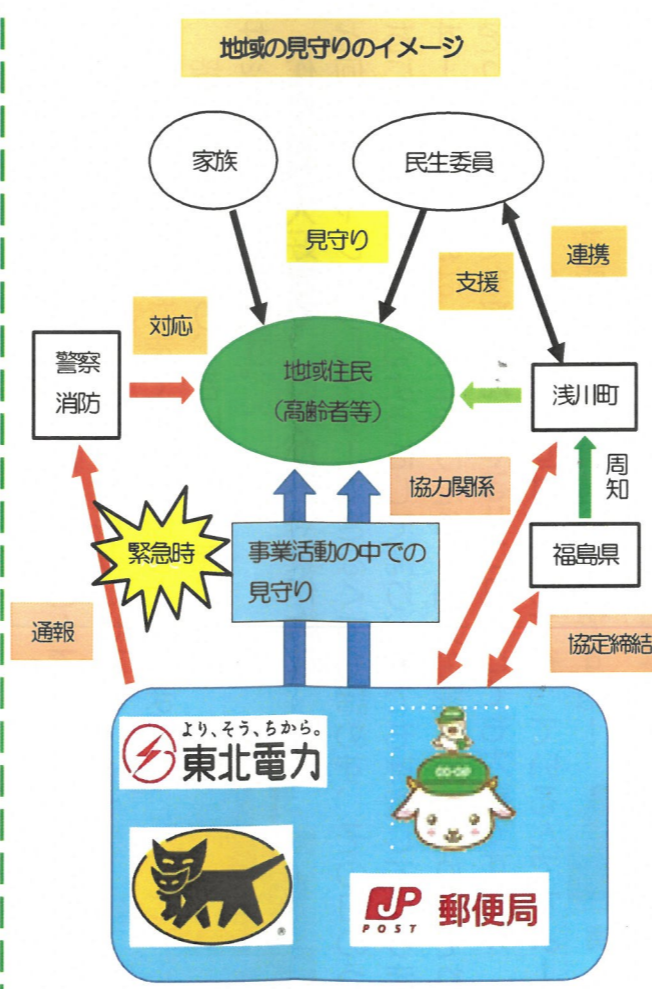 地域の見守りのイメージ
家族
民生委員
見守り
連携
支援
対応
警察
消防
地域住民
（高齢者等）
浅川町
周知
協力関係
緊急時
事業活動の中での
見守り
福島県
通報
協定締結
より、そう、ちから。
東北電力
CO·OP
JP
POST
郵便局
®